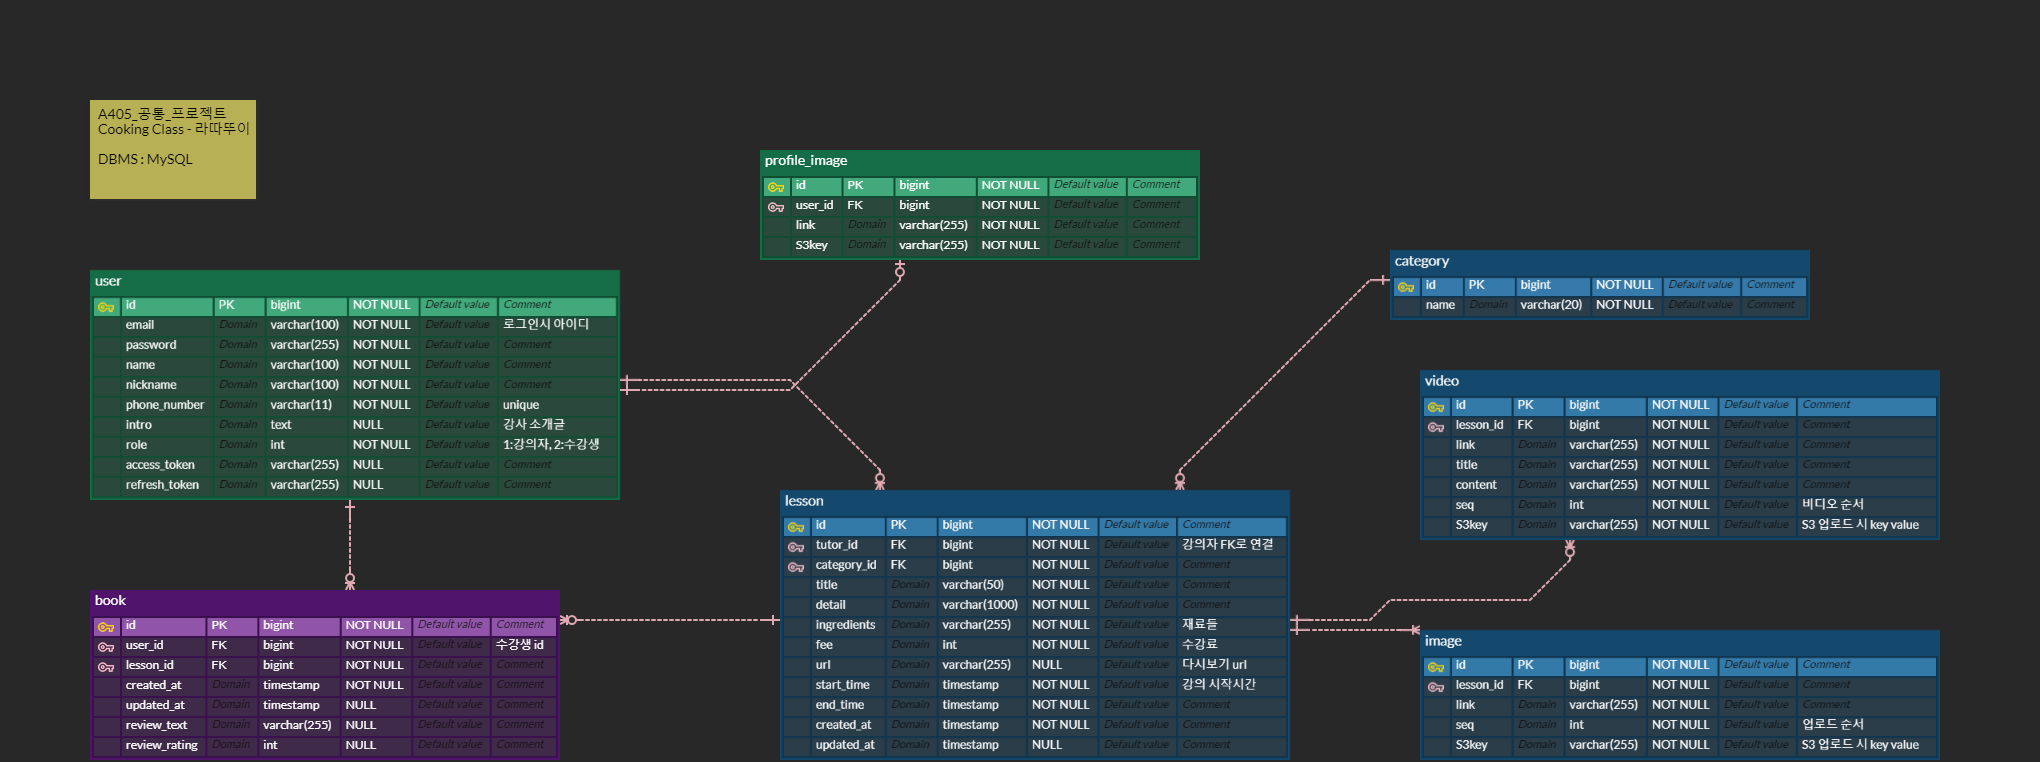 A405_공통_프로젝트
Cooking Class - 라따뚜이
DBMS : MySQL
profile_image
id PK bigint NOT NULL Default value Comment
user_id FK bigint NOT NULL Default value Comment
link Domain varchar(255) NOT NULL Default value Comment
S3key Domain varchar(255) NOT NULL Default value Comment
user
id PK bigint NOT NULL Default value Comment
email Domain varchar(100) NOT NULL Default value 로그인시 아이디
password Domain varchar(255) NOT NULL Default value Comment
name Domain varchar(100) NOT NULL Default value Comment
nickname Domain varchar(100) NOT NULL Default value Comment
phone_number Domain varchar(11) NOT NULL Default value unique
intro Domain text NULL Default value 강사 소개글
role Domain int NOT NULL Default value 1:강의자, 2:수강생
access_token Domain varchar(255) NULL Default value Comment
refresh_token Domain varchar(255) NULL Default value Comment
category
id PK bigint NOT NULL Default value Comment
name Domain varchar(20) NOT NULL Default value Comment
video
id PK bigint NOT NULL Default value Comment
lesson_id FK bigint NOT NULL Default value Comment
link Domain varchar(255) NOT NULL Default value Comment
title Domain varchar(255) NOT NULL Default value Comment
content Domain varchar(255) NOT NULL Default value Comment
seq Domain int NOT NULL Default value 비디오 순서
S3key Domain varchar(255) NOT NULL Default value S3 업로드 시 key value
book
id PK bigint NOT NULL Default value Comment
user_id FK bigint NOT NULL Default value 수강생 id
lesson_id FK bigint NOT NULL Default value Comment
created_at Domain timestamp NOT NULL Default value Comment
updated_at Domain timestamp NULL Default value Comment
review_text Domain varchar(255) NULL Default value Comment
review_rating Domain int NULL Default value Comment
lesson
id PK bigint NOT NULL Default value Comment
tutor_id FK bigint NOT NULL Default value 강의자 FK로 연결
category_id FK bigint NOT NULL Default value Comment
title Domain varchar(50) NOT NULL Default value Comment
detail Domain varchar(1000) NOT NULL Default value Comment
ingredients Domain varchar(255) NOT NULL Default value 재료들
fee Domain int NOT NULL Default value 수강료
url Domain varchar(255) NULL Default value 다시보기 url
start_time Domain timestamp NOT NULL Default value 강의 시작시간
end_time Domain timestamp NOT NULL Default value Comment
created_at Domain timestamp NOT NULL Default value Comment
updated_at Domain timestamp NULL Default value Comment
image
id PK bigint NOT NULL Default value Comment
lesson_id FK bigint NOT NULL Default value Comment
link Domain varchar(255) NOT NULL Default value Comment
seq Domain int NOT NULL Default value 업로드 순서
S3key Domain varchar(255) NOT NULL Default value S3 업로드 시 key value